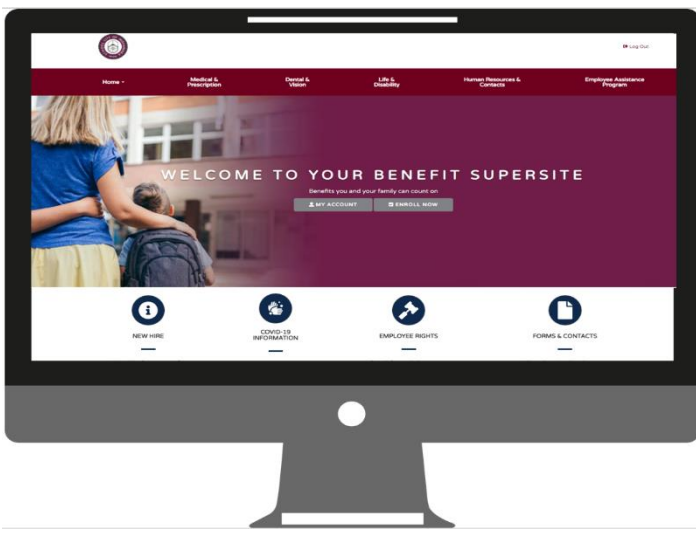 Log Out
Home
Medical &
Prescription
Dental &
Vision
Life &
Disability
Human Resources &
Contacts
Employee Assistance
Program
WELCOME TO YOUR BENEFIT SUPERSITE
Benefits you and your family can count on
MY ACCOUNT
ENROLL NOW
NEW HIRE
COVID-19
INFORMATION
EMPLOYEE RIGHTS
FORMS & CONTACTS